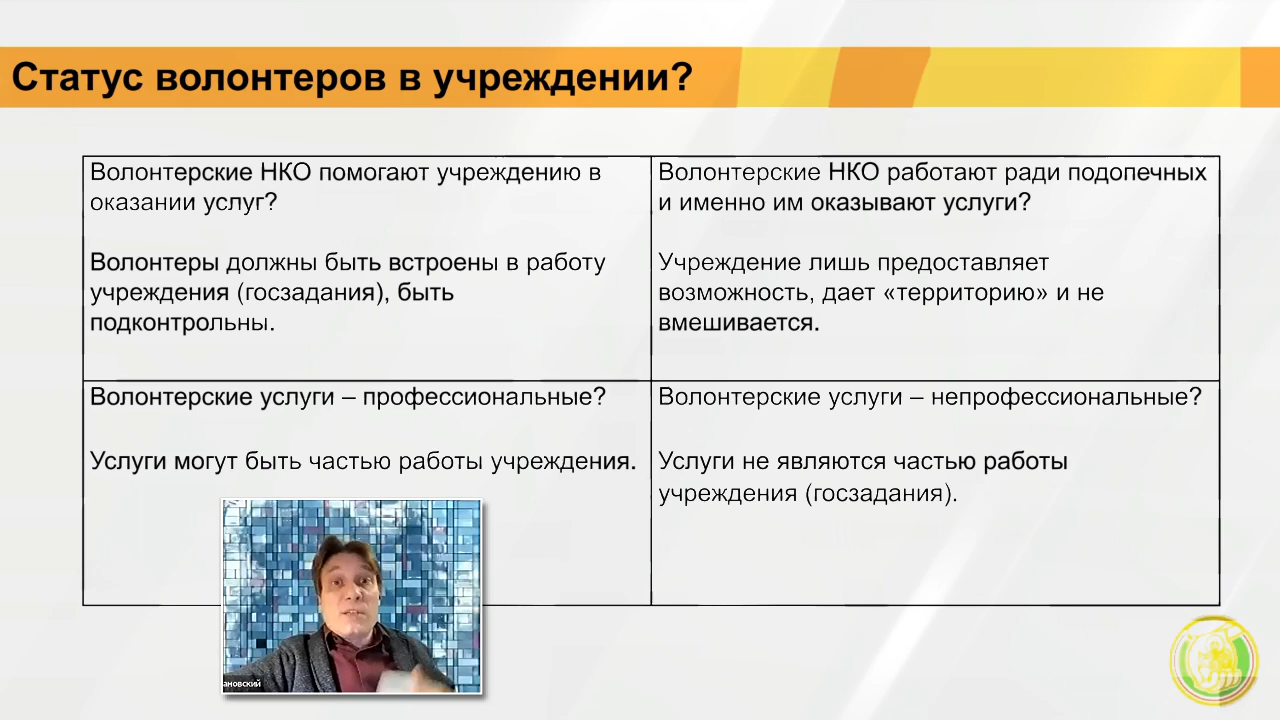 Статус волонтеров в учреждении?
Волонтерские НКО помогают учреждению в
оказании услуг?
Волонтеры должны быть встроены в работу
учреждения (госзадания), быть
подконтрольны.
Волонтерские НКО работают ради подопечных
и именно им оказывают услуги?
Учреждение лишь предоставляет
возможность, дает «территорию» и не
вмешивается.
Волонтерские услуги – профессиональные?
Услуги могут быть частью работы учреждения.
Волонтерские услуги – непрофессиональные?
Услуги не являются частью работы
учреждения (госзадания).
ановский